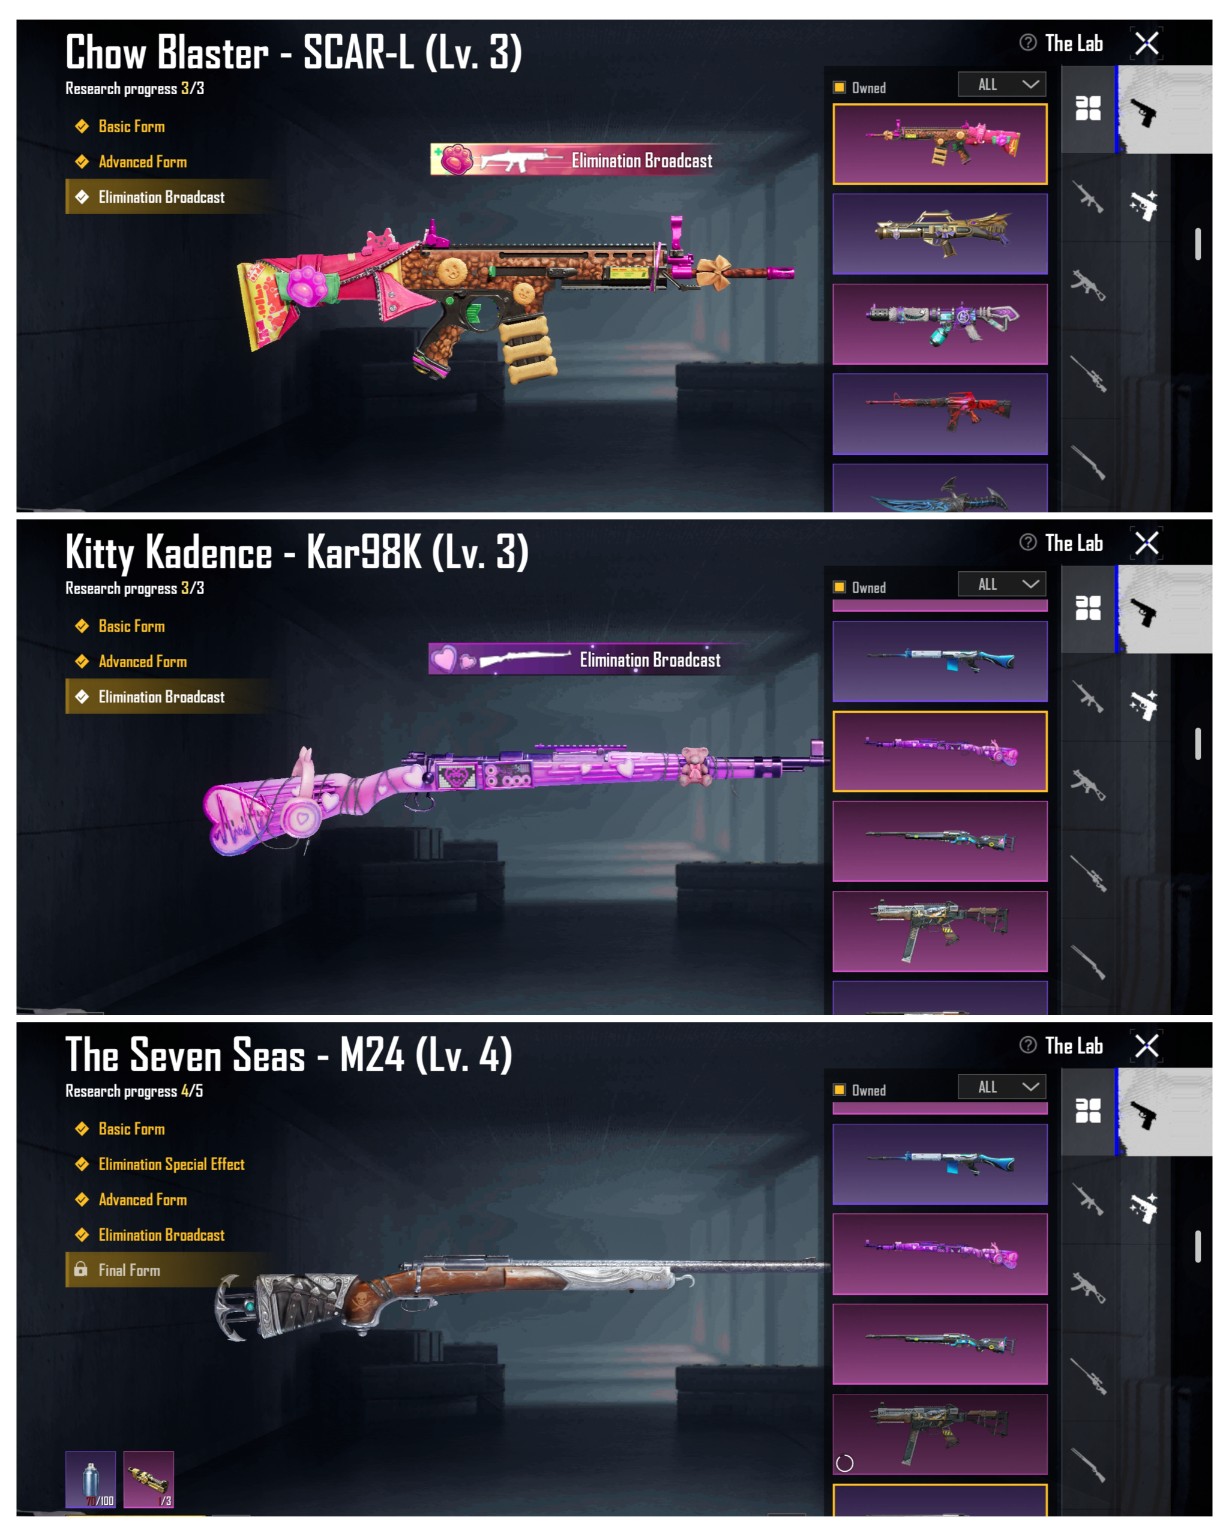 Chow Blaster - SCAR-L (Lv. 3)
Research progress 3/3
Basic Form
Advanced Form
Elimination Broadcast
Elimination Broadcast
? The Lab
Owned
ALL
Kitty Kadence - Kar98K (Lv. 3)
Research progress 3/3
Basic Form
Advanced Form
Elimination Broadcast
Elimination Broadcast
? The Lab
Owned
ALL
The Seven Seas - M24 (Lv. 4)
Research progress 4/5
Basic Form
Elimination Special Effect
Advanced Form
Elimination Broadcast
Final Form
? The Lab
Owned
ALL
/100
1/3